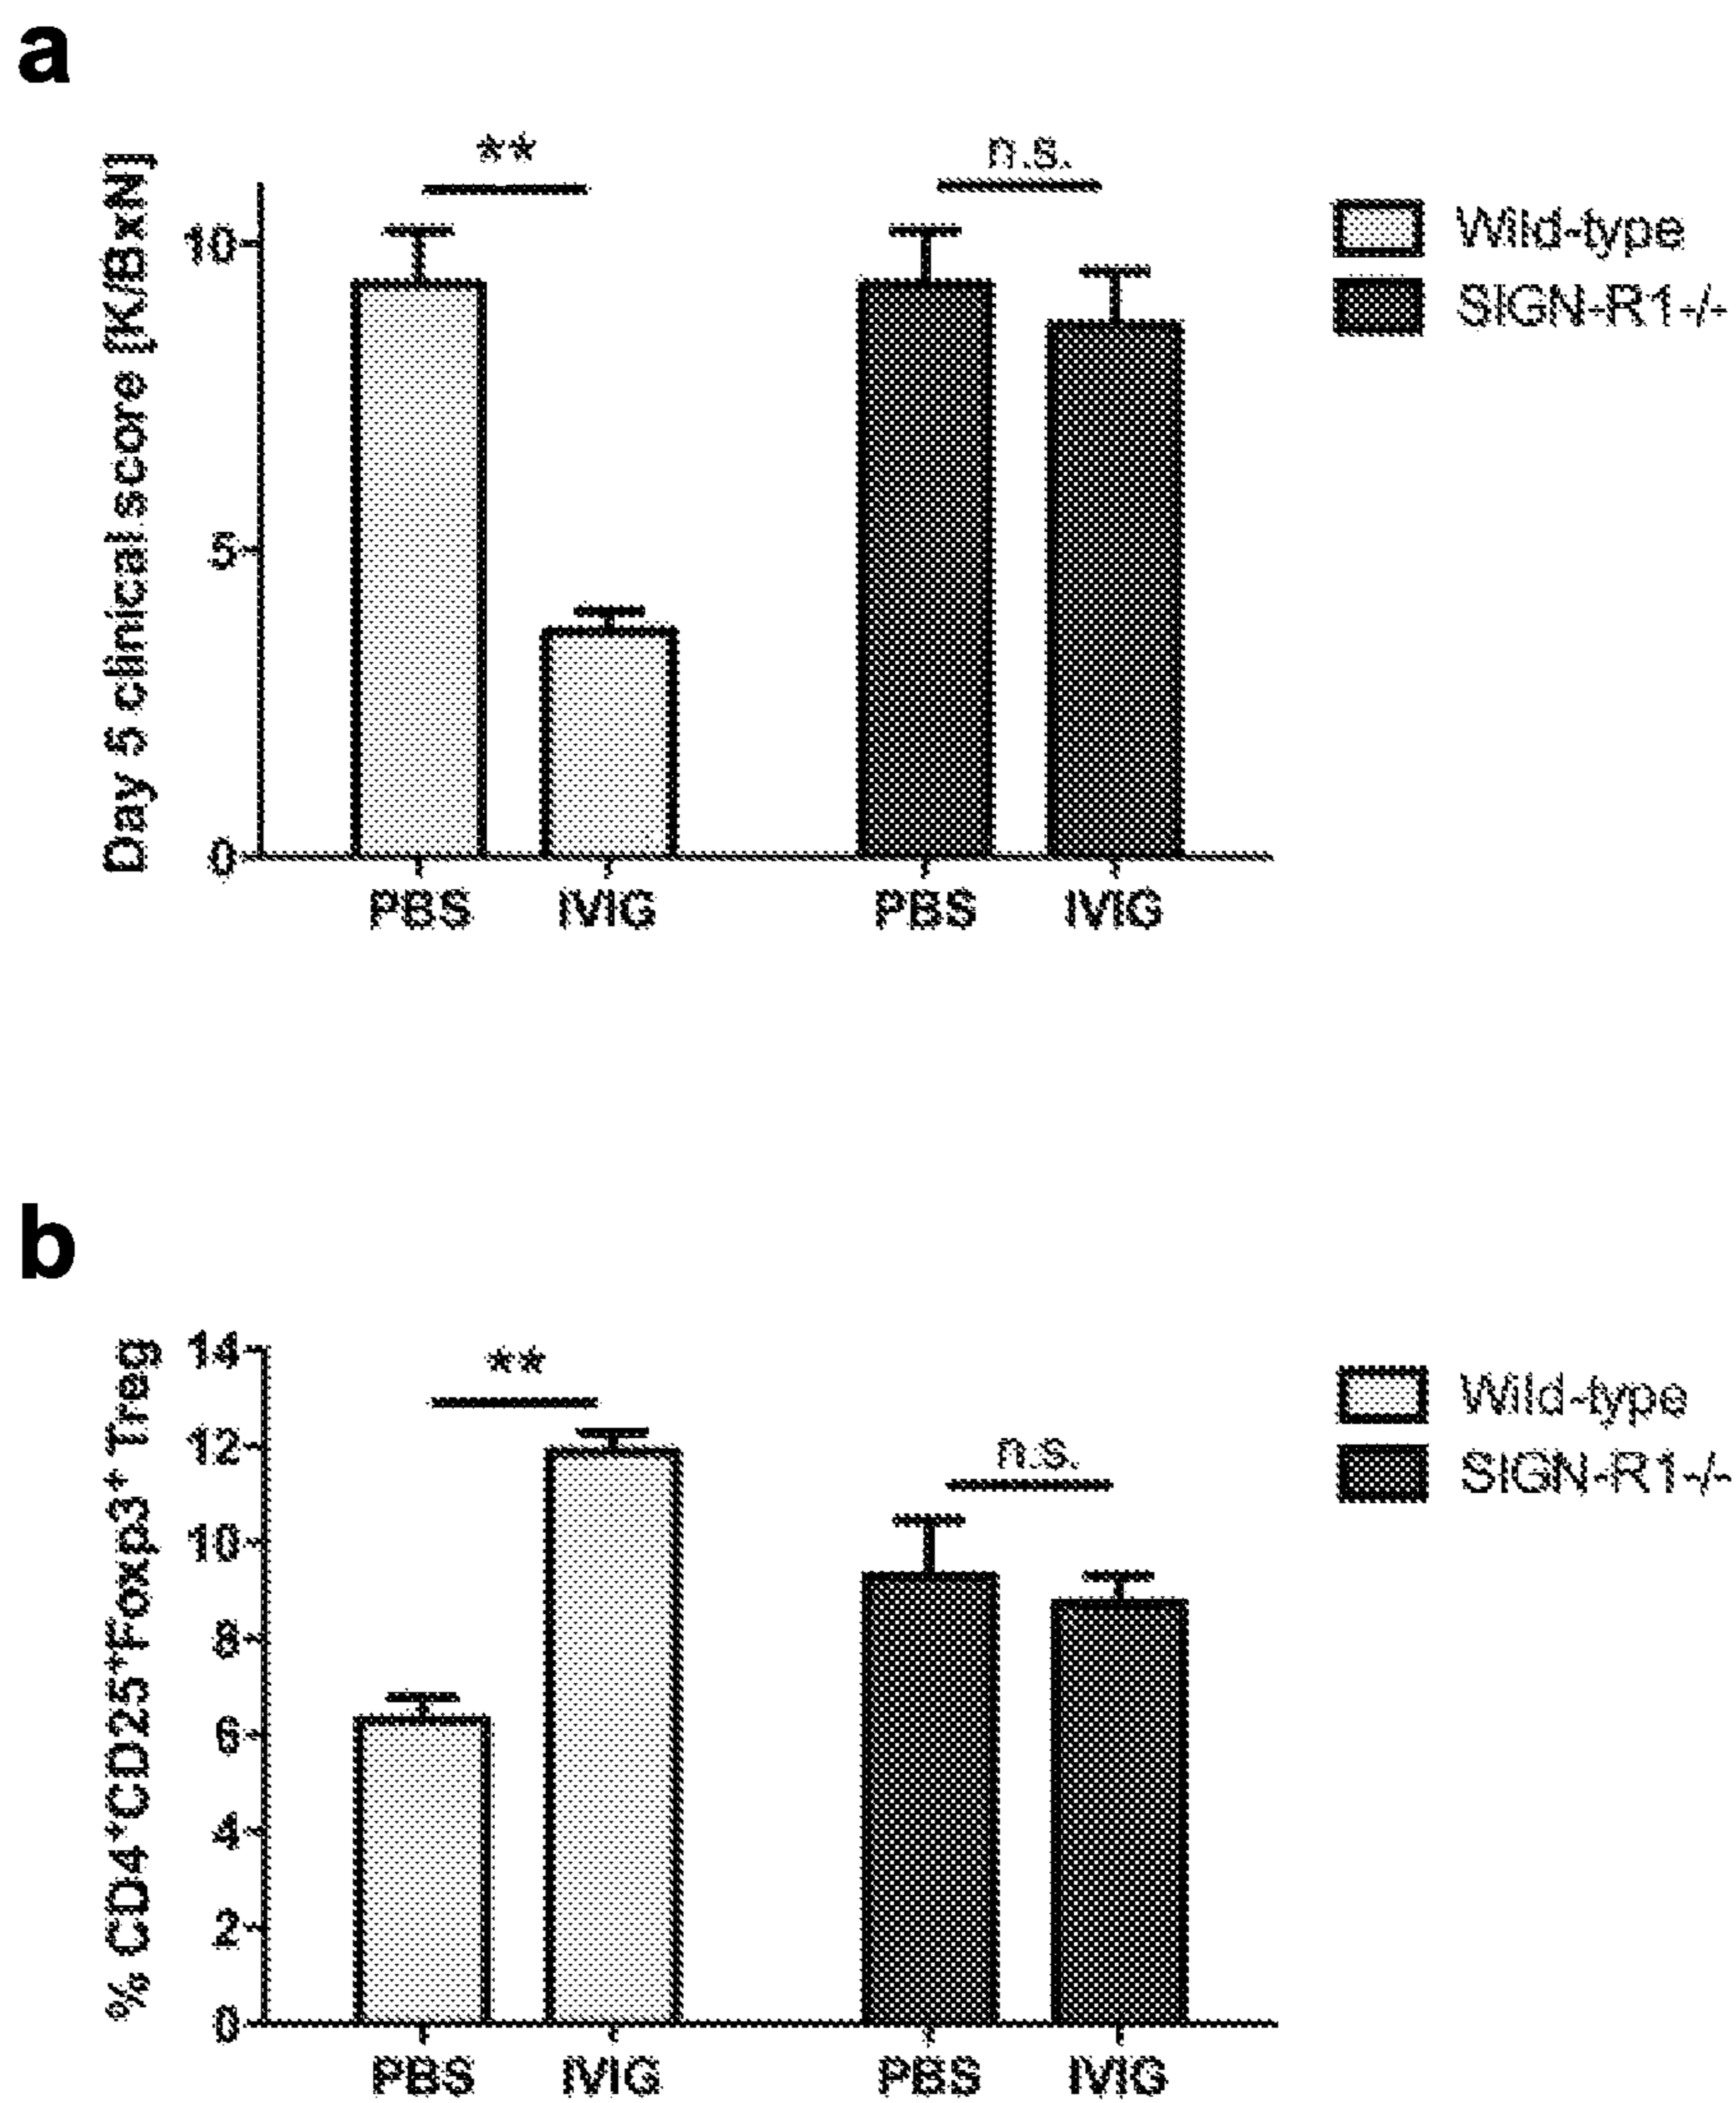 a
Day 5 clinical score [K/BxN]
10
5
0
**
n.s.
PBS
IVIG
PBS
IVIG
Wild-type
SIGN-R1-/-
b
% CD4⁺CD25⁺Foxp3⁺ Treg
14
12
10
8
6
4
2
0
**
n.s.
PBS
IVIG
PBS
IVIG
Wild-type
SIGN-R1-/-